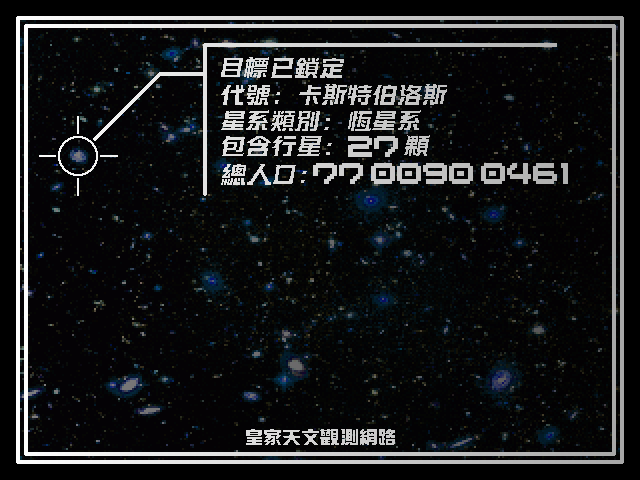 目標已鎖定
代號: 卡斯特伯洛斯
星系類別: 恆星系
包含行星: 27 顆
總人口:77 0090 0461
皇家天文觀測網路